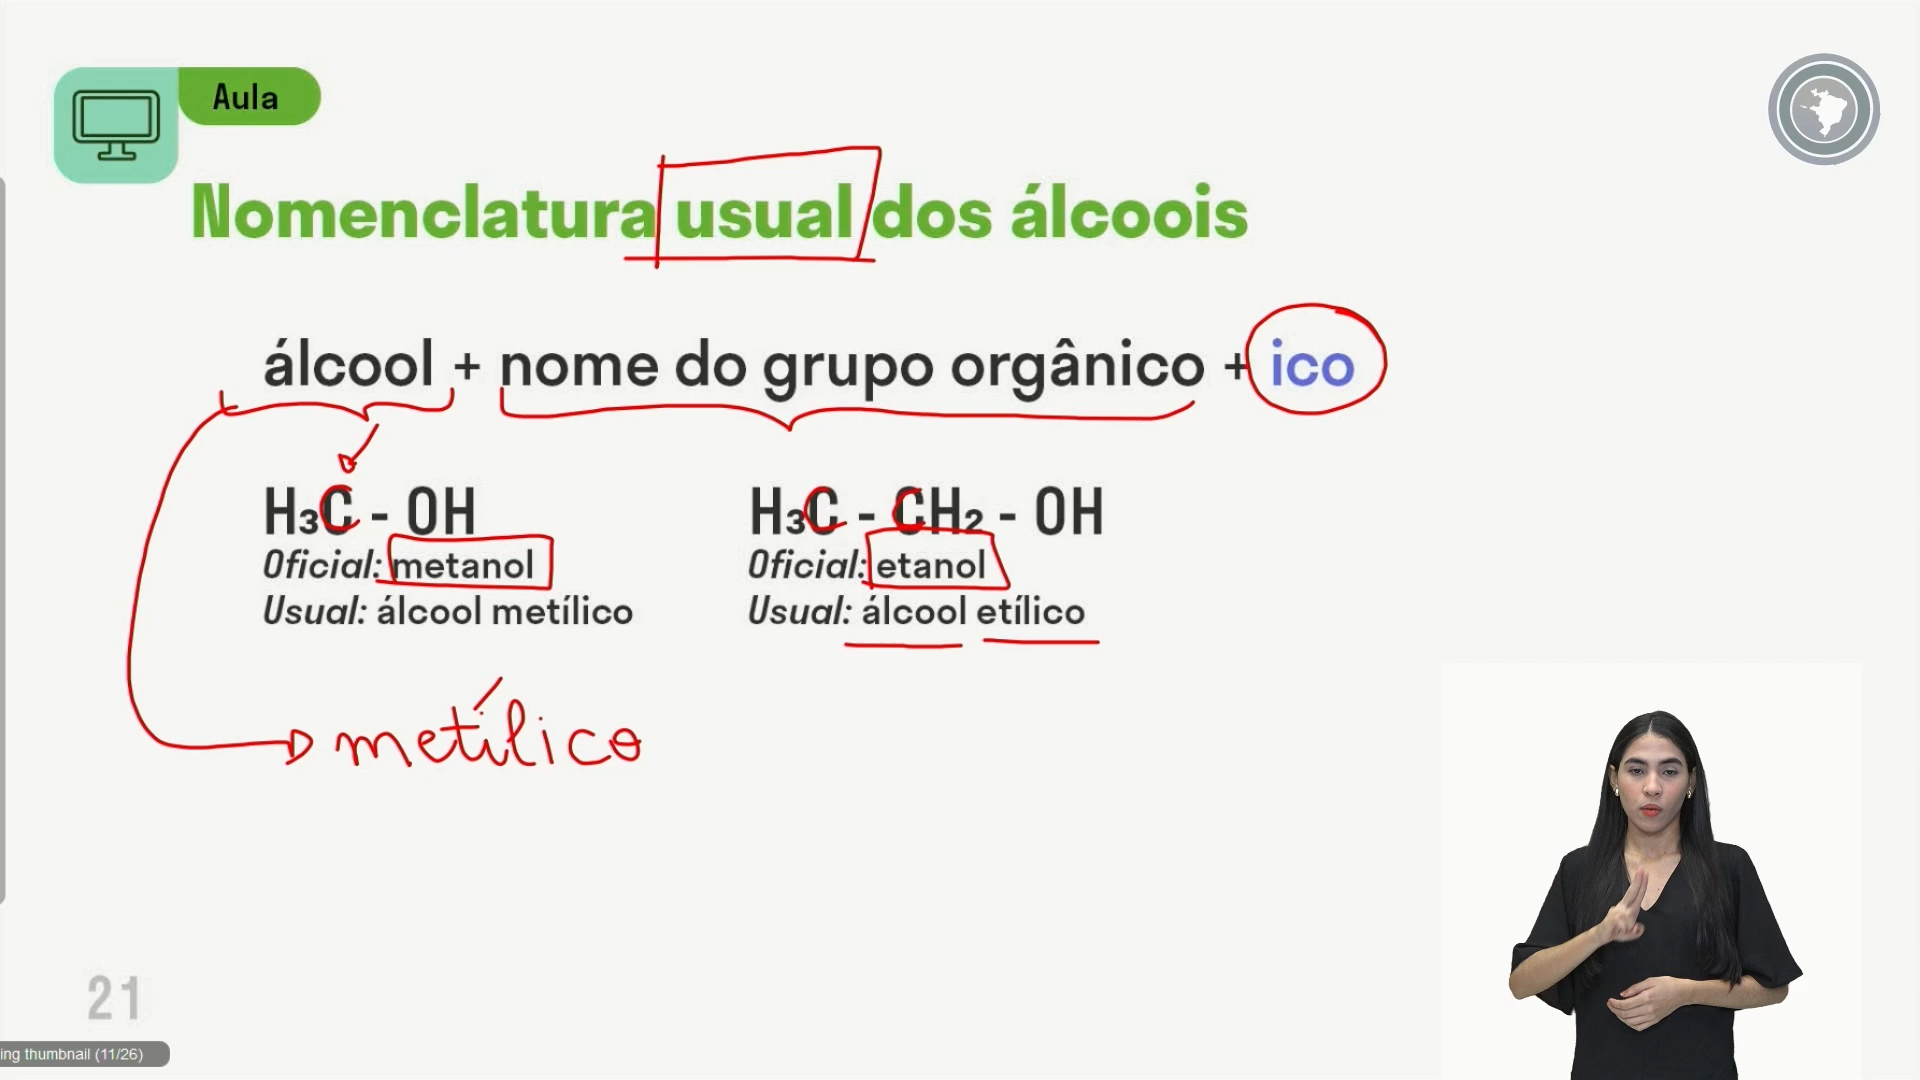 Aula
Nomenclatura usual dos álcoois
álcool + nome do grupo orgânico + ico
H₃C - OH
Oficial: metanol
Usual: álcool metílico
H₃C - CH₂ - OH
Oficial: etanol
Usual: álcool etílico
metílico
21
ing thumbnail (11/26)